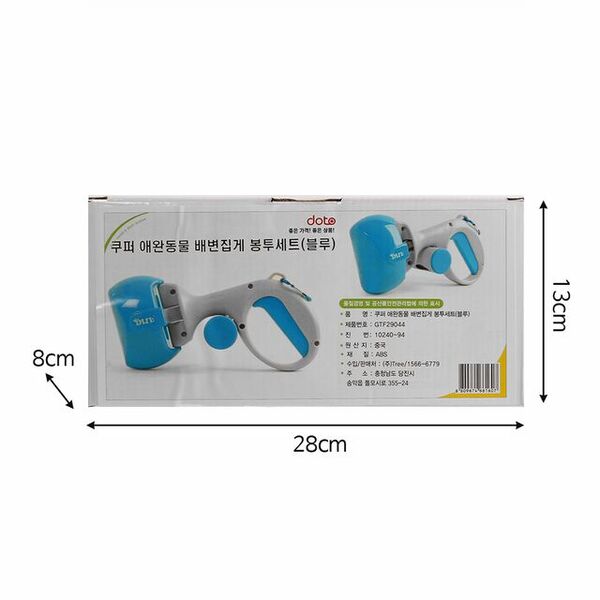 doto
좋은 가격! 좋은 상품!
쿠퍼 애완동물 배변집게 봉투세트(블루)
품질경영 및 공산품안전관리법에 의한 표시
• 품 명 : 쿠퍼 애완동물 배변집게 봉투세트(블루)
• 제품번호 : GTF29044
• 진 번 : 10240-94
• 원 산 지 : 중국
• 재 질 : ABS
• 수입/판매처 : (주)Tree/1566-6779
• 주 소 : 충청남도 당진시
송악읍 틀모시로 355-24
8 809674 681607
8cm
28cm
13cm